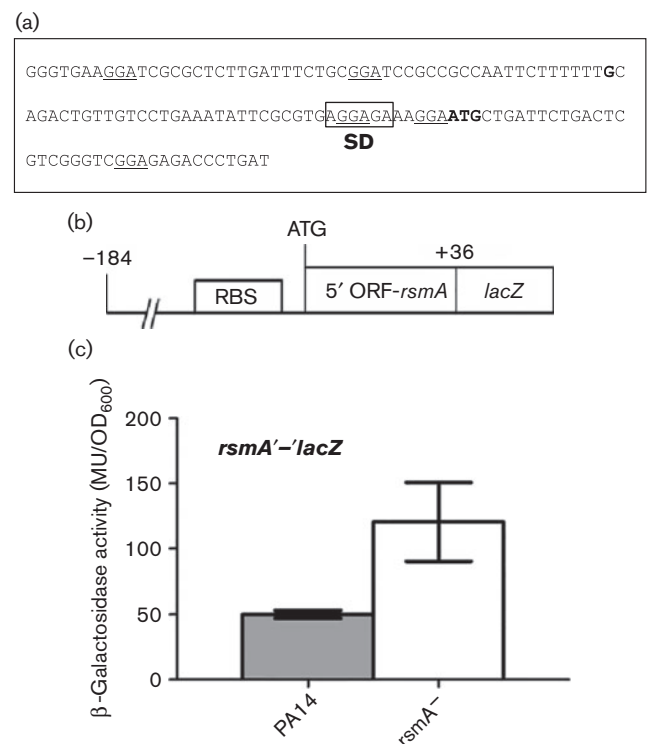 (a)
GGGTGAAGGATCGCGCTCTTGATTTCTGCGGATCCGCCGCCAATTCTTTTTTGC
AGACTGTTGTCCTGAAATATTCGCGTGAGGAGAAAGGAATGCTGATTCTGACTC
SD
GTCGGGTCGGAGAGACCCTGAT
(b)
ATG
−184
+36
RBS
5′ ORF-rsmA
lacZ
(c)
β-Galactosidase activity (MU/OD600)
200
150
100
50
0
rsmA′–′lacZ
PA14
rsmA−